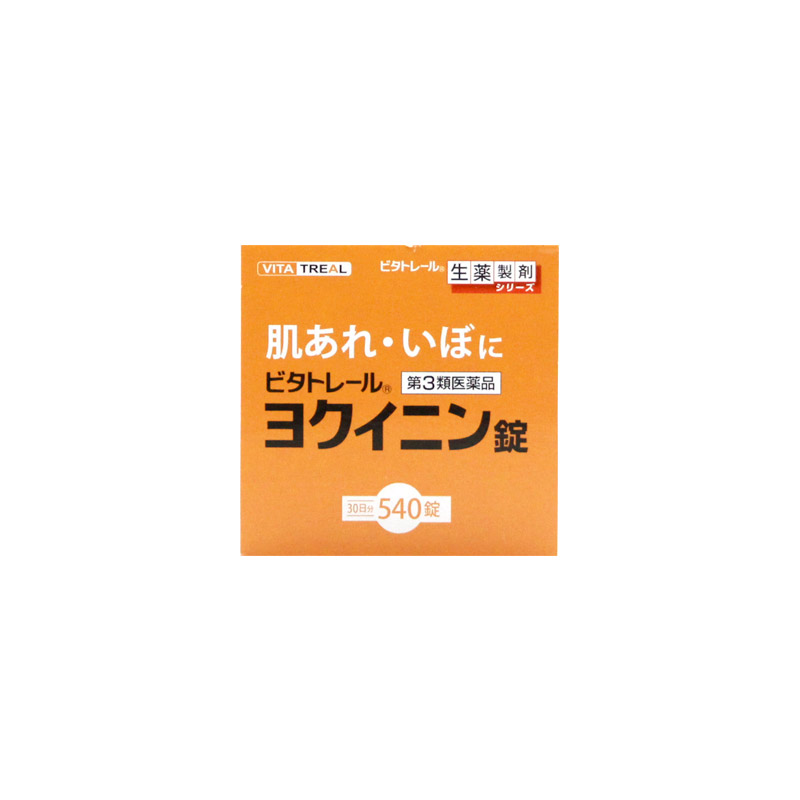 VITA TREAL
ビタトレール® 生薬製剤
シリーズ
肌あれ・いぼに
ビタトレール® 第3類医薬品
ヨクイニン錠
30日分 540錠